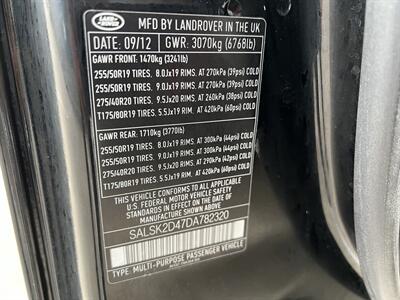 LAND ROVER
MFD BY LANDROVER IN THE UK
DATE: 09/12 GWR: 3070kg (6768lb)
GAWR FRONT: 1470kg (3241lb)
255/50R19 TIRES. 8.0Jx19 RIMS. AT 270kPa (39psi) COLD
255/50R19 TIRES. 9.0Jx19 RIMS. AT 270kPa (39psi) COLD
275/40R20 TIRES. 9.5Jx20 RIMS. AT 260kPa (38psi) COLD
T175/80R19 TIRES. 5.5Jx19 RIMS. AT 420kPa (60psi) COLD
GAWR REAR: 1710kg (3770lb)
255/50R19 TIRES. 8.0Jx19 RIMS. AT 300kPa (44psi) COLD
255/50R19 TIRES. 9.0Jx19 RIMS. AT 300kPa (44psi) COLD
275/40R20 TIRES. 9.5Jx20 RIMS. AT 290kPa (42psi) COLD
T175/80R19 TIRES. 5.5Jx19 RIMS. AT 420kPa (60psi) COLD
THIS VEHICLE CONFORMS TO ALL APPLICABLE
U.S. FEDERAL MOTOR VEHICLE SAFETY
STANDARDS IN EFFECT ON THE DATE OF
MANUFACTURE SHOWN ABOVE.
SALSK2D47DA782320
TYPE: MULTI-PURPOSE PASSENGER VEHICLE